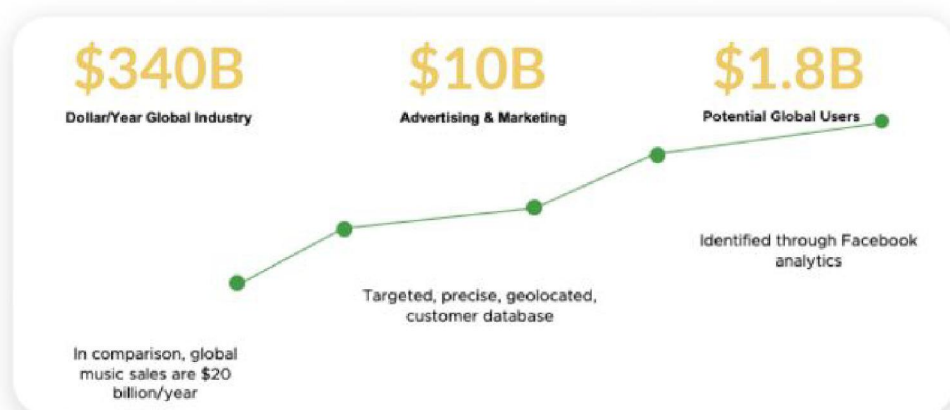 $340B
Dollar/Year Global Industry
$10B
Advertising & Marketing
$1.8B
Potential Global Users
Identified through Facebook
analytics
Targeted, precise, geolocated,
customer database
In comparison, global
music sales are $20
billion/year